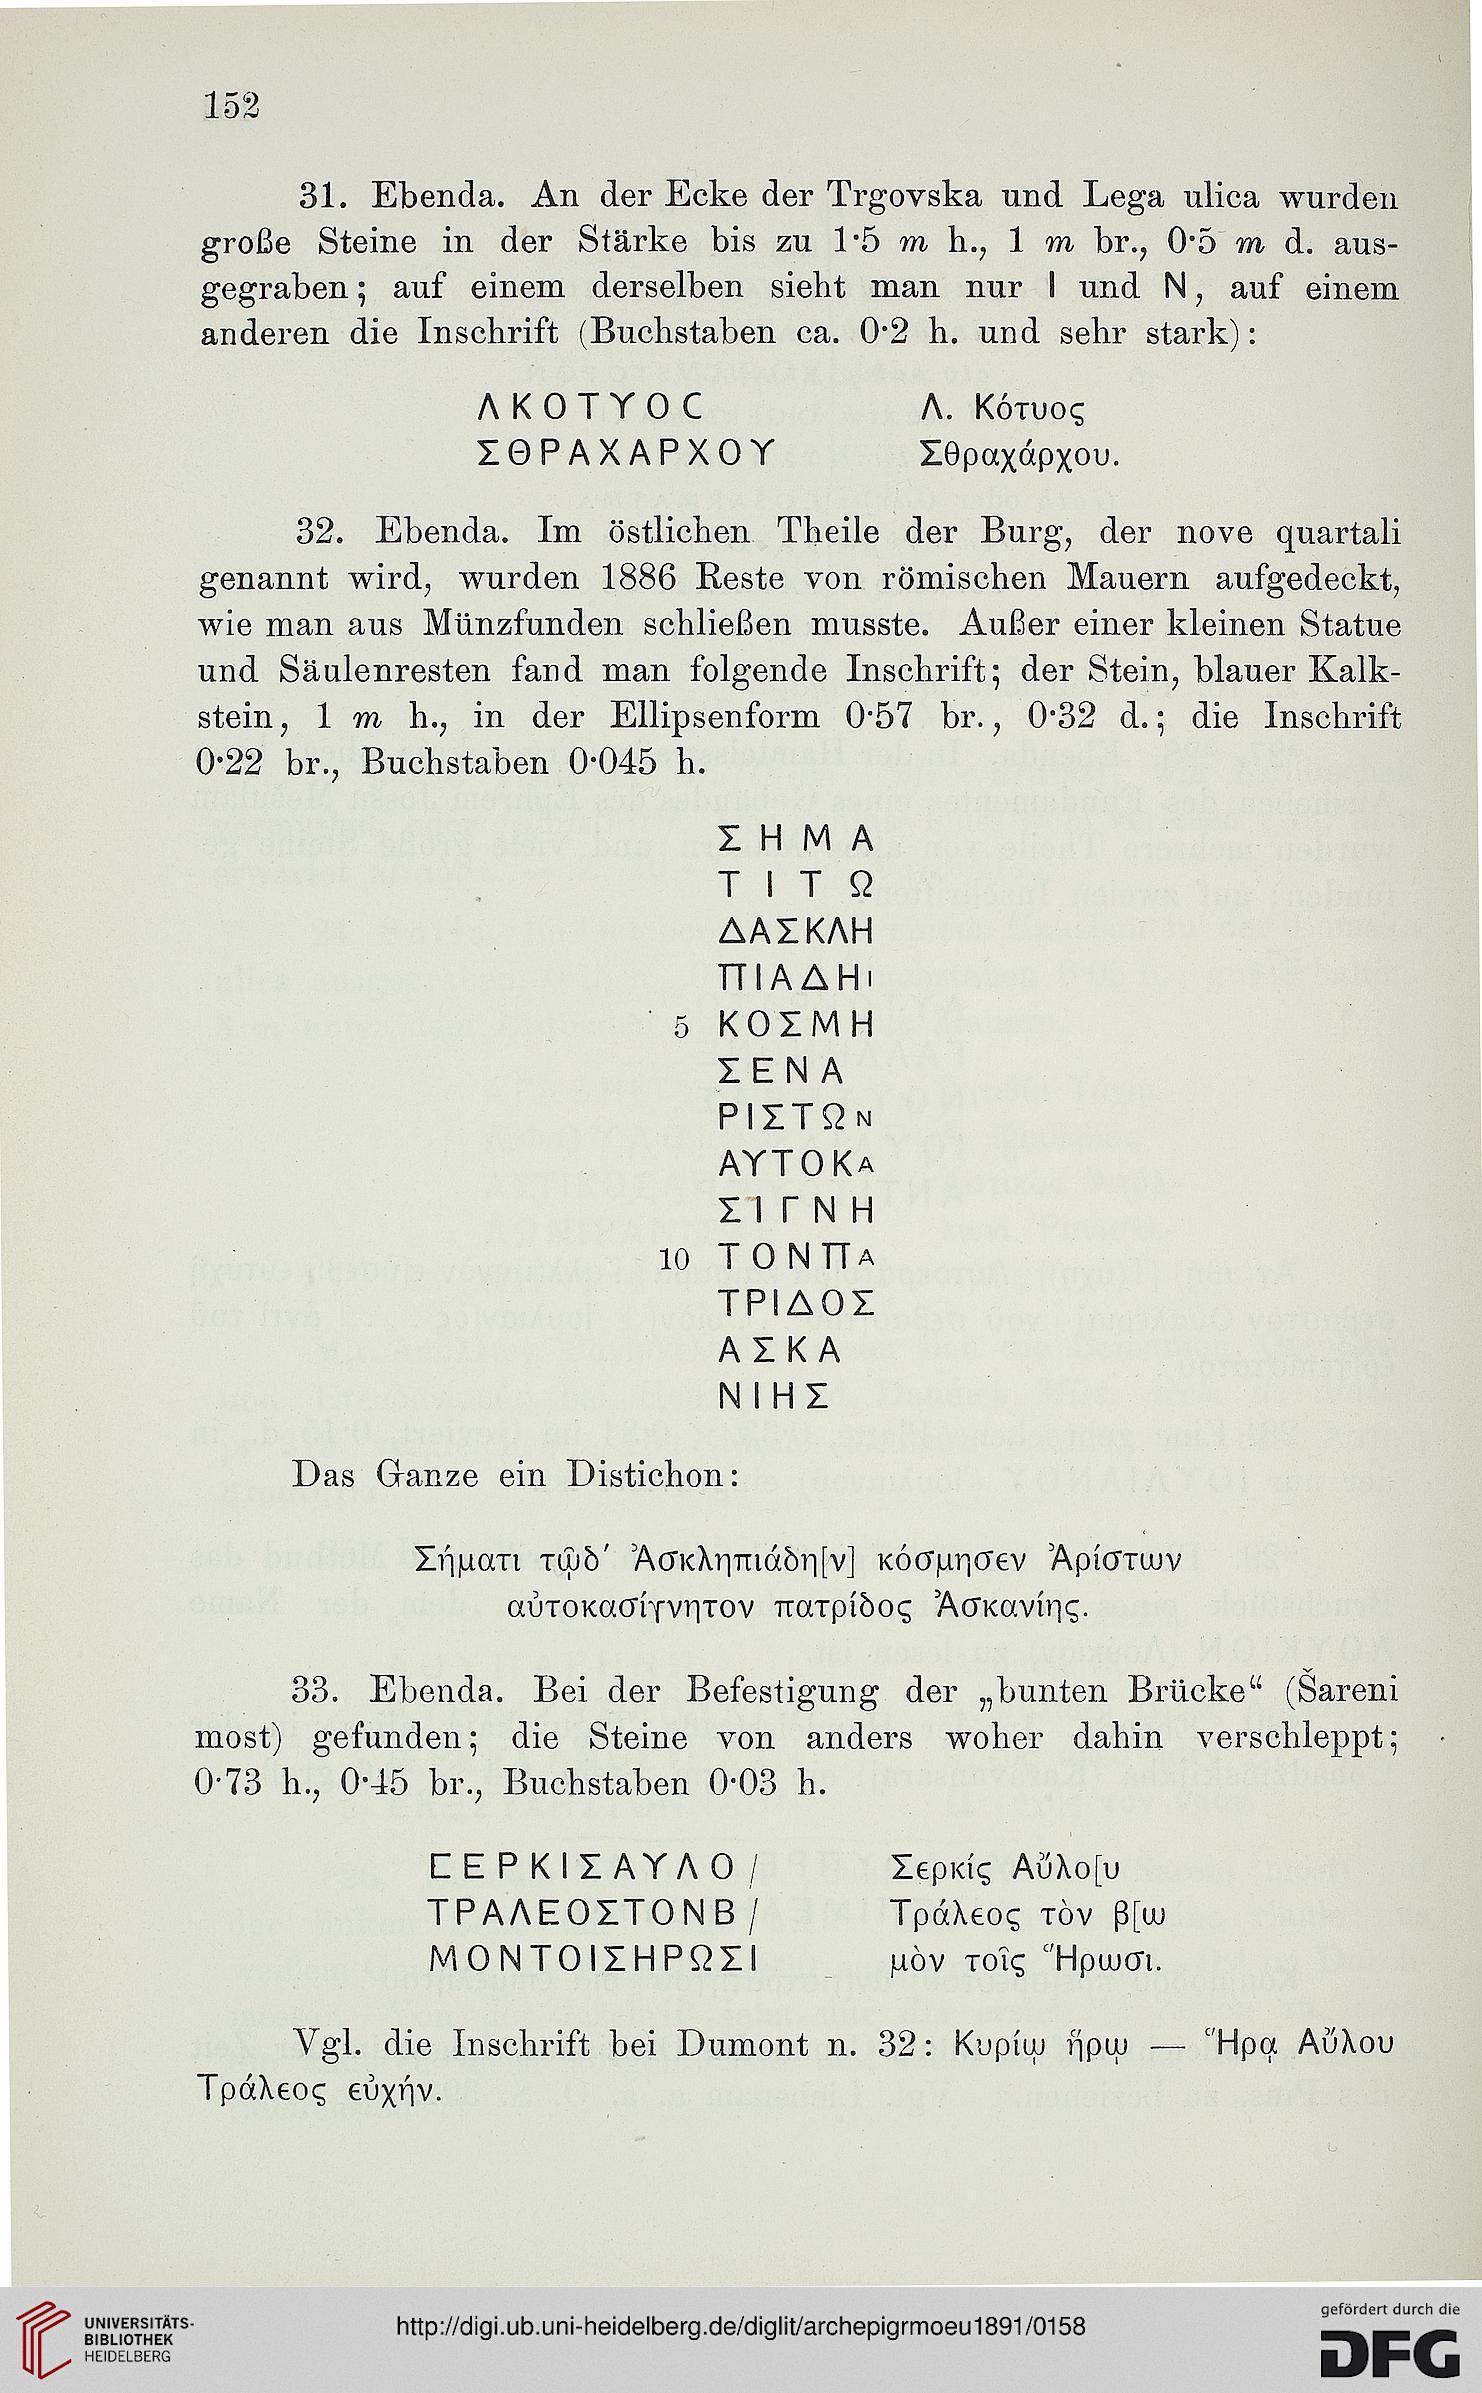 152
31. Ebenda. An der Ecke der Trgovska und Lega ulica wurden
große Steine in der Stärke bis zu 1·5 m h., 1 m br., 0·5 m d. aus-
gegraben; auf einem derselben sieht man nur I und N, auf einem
anderen die Inschrift (Buchstaben ca. 0·2 h. und sehr stark):
ΛΚΟΤΥΟC Λ. Κότυος
ΣΘΡΑΧΑΡΧΟΥ Σθραχάρχου.
32. Ebenda. Im östlichen Theile der Burg, der nove quartali
genannt wird, wurden 1886 Reste von römischen Mauern aufgedeckt,
wie man aus Münzfunden schließen musste. Außer einer kleinen Statue
und Säulenresten fand man folgende Inschrift; der Stein, blauer Kalk-
stein, 1 m h., in der Ellipsenform 0·57 br., 0·32 d.; die Inschrift
0·22 br., Buchstaben 0·045 h.
ΣΗΜΑ
ΤΙΤΩ
ΔΑΣΚΛΗ
ΠΙΑΔΗΙ
5 ΚΟΣΜΗ
ΣΕΝΑ
ΡΙΣΤΩΝ
ΑΥΤΟΚΑ
ΣΙΓΝΗ
10 ΤΟΝΠΑ
ΤΡΙΔΟΣ
ΑΣΚΑ
ΝΙΗΣ
Das Ganze ein Distichon:
Σήματι τῷδ' Ἀσκληπιάδη[ν] κόσμησεν Ἀρίστων
αὐτοκασίγνητον πατρίδος Ἀσκανίης.
33. Ebenda. Bei der Befestigung der „bunten Brücke“ (Šareni
most) gefunden; die Steine von anders woher dahin verschleppt;
0·73 h., 0·45 br., Buchstaben 0·03 h.
ΣΕΡΚΙΣΑΥΛΟ/ Σερκίς Αὔλο[υ
ΤΡΑΛΕΟΣΤΟΝΒ/ Τράλεος τὸν β[ω
ΜΟΝΤΟΙΣΗΡΩΣΙ μὸν τοῖς Ἥρωσι.
Vgl. die Inschrift bei Dumont n. 32: Κυρίῳ ἥρῳ — Ἥρᾳ Αὔλου
Τράλεος εὐχήν.
UNIVERSITÄTS-
BIBLIOTHEK
HEIDELBERG
http://digi.ub.uni-heidelberg.de/diglit/archepigrmoeu1891/0158
gefördert durch die
DFG